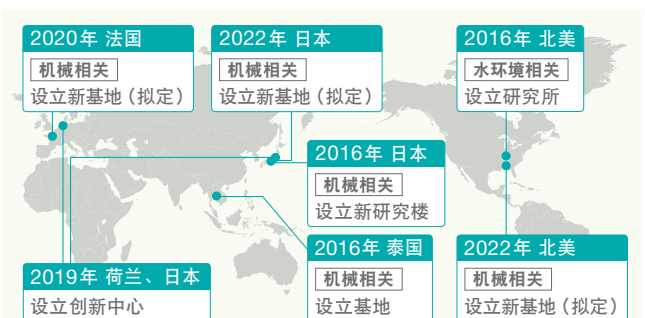 2020年 法国
机械相关
设立新基地（拟定）
2022年 日本
机械相关
设立新基地（拟定）
2016年 北美
水环境相关
设立研究所
2016年 日本
机械相关
设立新研究楼
2019年 荷兰、日本
设立创新中心
2016年 泰国
机械相关
设立基地
2022年 北美
机械相关
设立新基地（拟定）